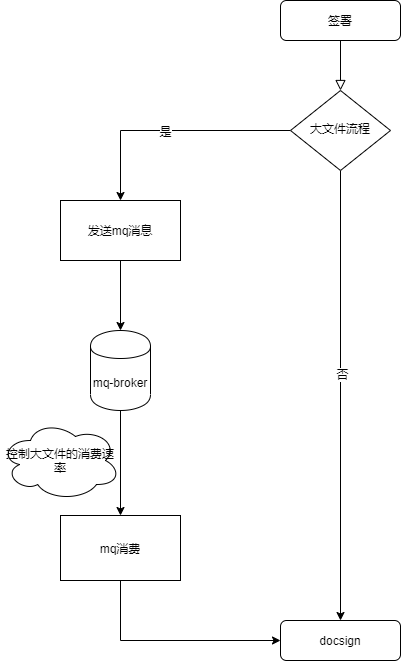 签署
大文件流程
是
发送mq消息
mq-broker
否
控制大文件的消费速
率
mq消费
docsign